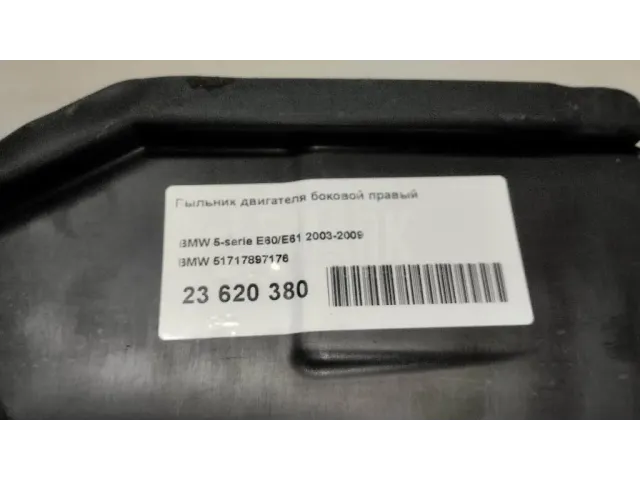 Пыльник двигателя боковой правый
BMW 5-serie E60/E61 2003-2009
BMW 51717897176
23 620 380